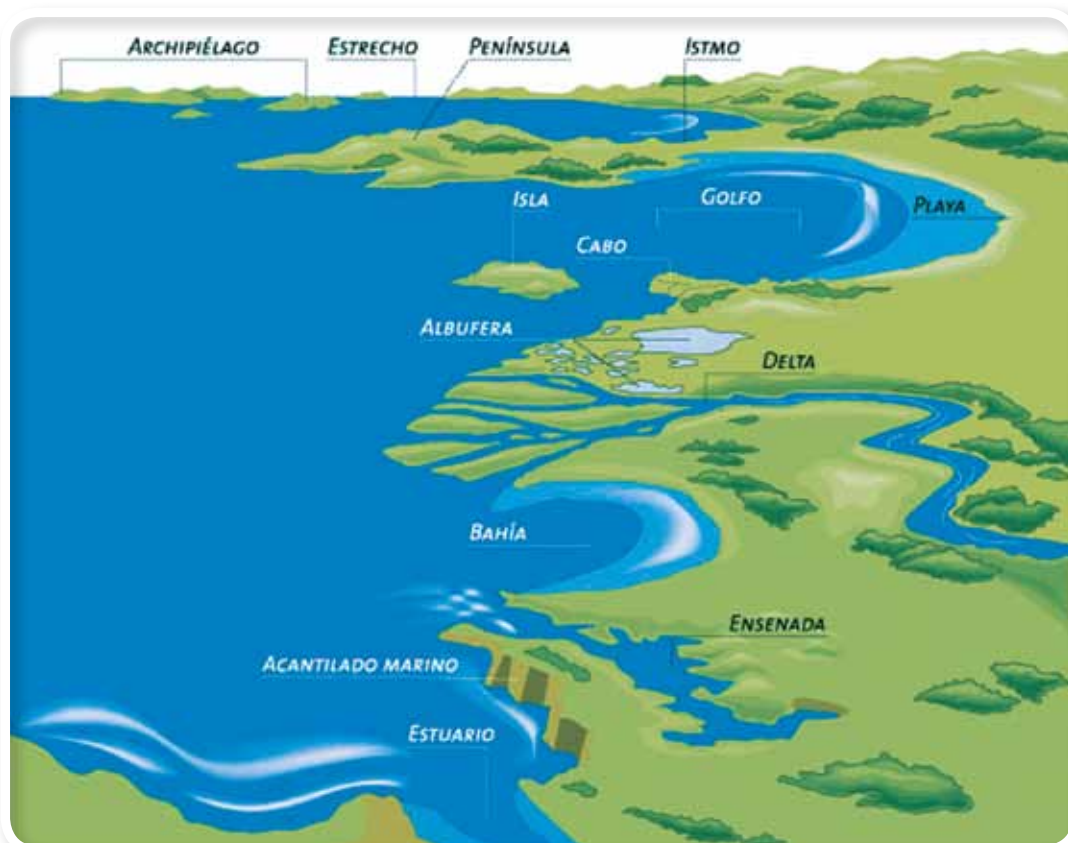 ARCHIPIÉLAGO ESTRECHO PENÍNSULA ISTMO
ISLA GOLFO PLAYA
CABO
ALBUFERA
DELTA
BAHÍA
ENSENADA
ACANTILADO MARINO
ESTUARIO